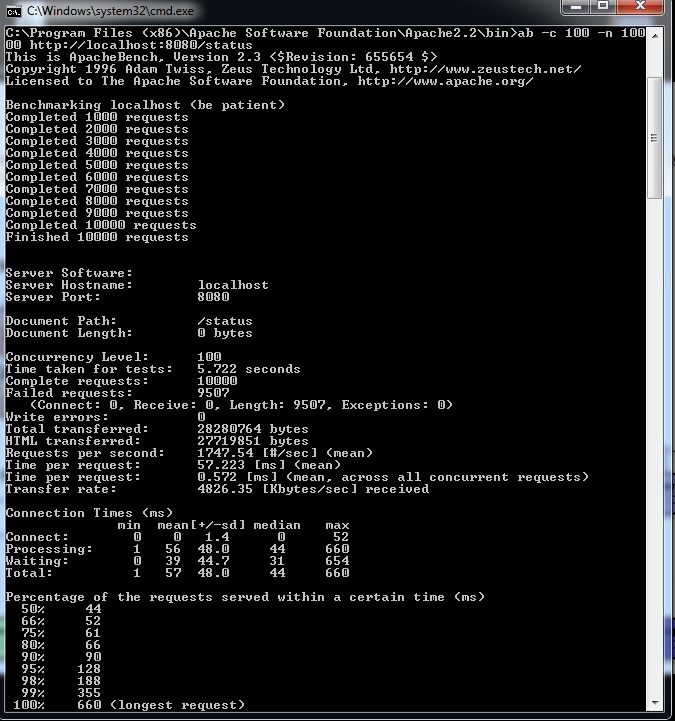 C:\Windows\system32\cmd.exe
C:\Program Files (x86)\Apache Software Foundation\Apache2.2\bin>ab -c 100 -n 100
00 http://localhost:8080/status
This is ApacheBench, Version 2.3 <$Revision: 655654 $>
Copyright 1996 Adam Twiss, Zeus Technology Ltd, http://www.zeustech.net/
Licensed to The Apache Software Foundation, http://www.apache.org/

Benchmarking localhost (be patient)
Completed 1000 requests
Completed 2000 requests
Completed 3000 requests
Completed 4000 requests
Completed 5000 requests
Completed 6000 requests
Completed 7000 requests
Completed 8000 requests
Completed 9000 requests
Completed 10000 requests
Finished 10000 requests

Server Software:
Server Hostname:        localhost
Server Port:            8080

Document Path:          /status
Document Length:        0 bytes

Concurrency Level:      100
Time taken for tests:   5.722 seconds
Complete requests:      10000
Failed requests:        9507
   (Connect: 0, Receive: 0, Length: 9507, Exceptions: 0)
Write errors:           0
Total transferred:      28280764 bytes
HTML transferred:       27719851 bytes
Requests per second:    1747.54 [#/sec] (mean)
Time per request:       57.223 [ms] (mean)
Time per request:       0.572 [ms] (mean, across all concurrent requests)
Transfer rate:          4826.35 [Kbytes/sec] received

Connection Times (ms)
              min  mean[+/-sd] median   max
Connect:        0    0   1.4      0      52
Processing:     1   56  48.0     44     660
Waiting:        0   39  44.7     31     654
Total:          1   57  48.0     44     660

Percentage of the requests served within a certain time (ms)
  50%     44
  66%     52
  75%     61
  80%     66
  90%     90
  95%    128
  98%    188
  99%    355
 100%    660 (longest request)